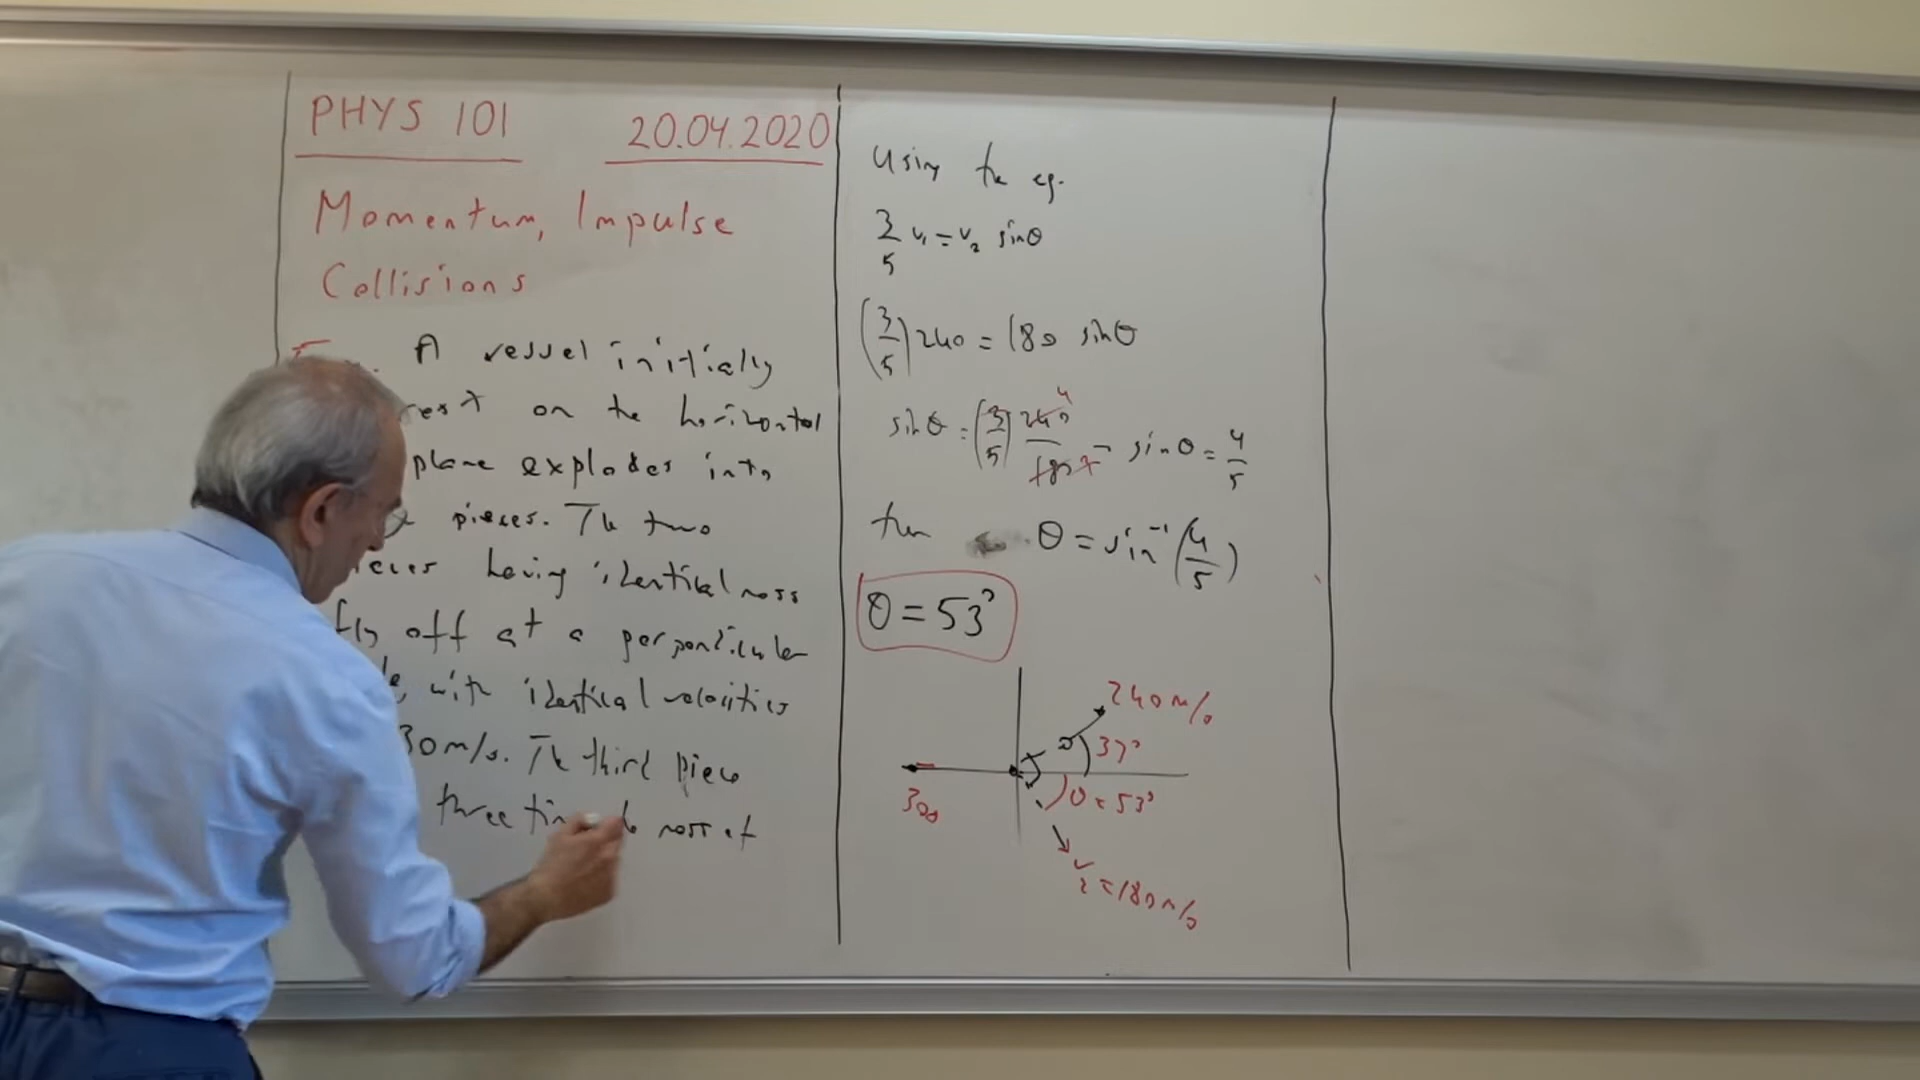 PHYS 101
20.04.2020
Momentum, Impulse
Collisions
A vessel initially
rest on the horizontal
plane explodes into
pieces. The two
having identical mass
fly off at a perpendicular
with identical velocities
30m/s. The third piece
three mass of
Using the eq.
3/5 v₁ = v₂ sinθ
(3/5) 240 = 180 sinθ
sinθ = (3/5) 240 4 / 180 sinθ = 4/5
then θ = sin⁻¹(4/5)
θ = 53°
240 m/s
37°
θ = 53°
300
v₂ = 180 m/s